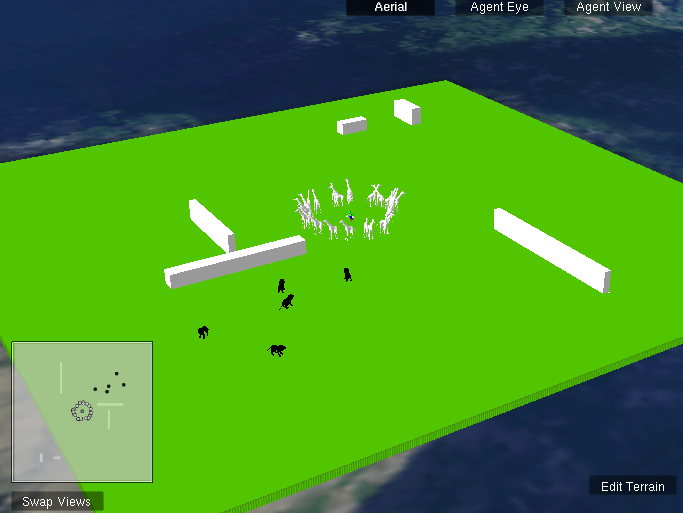 Aerial
Agent Eye
Agent View
Edit Terrain
Swap Views